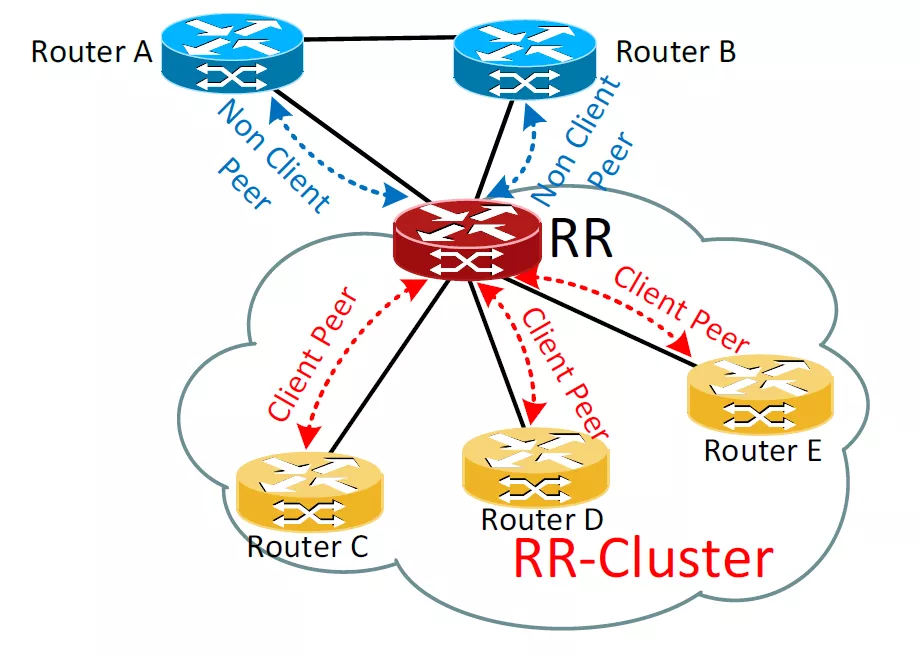 Router A
Router B
Non Client
Peer
Non Client
Peer
RR
Client Peer
Client Peer
Client Peer
Router E
Router D
Router C
RR-Cluster